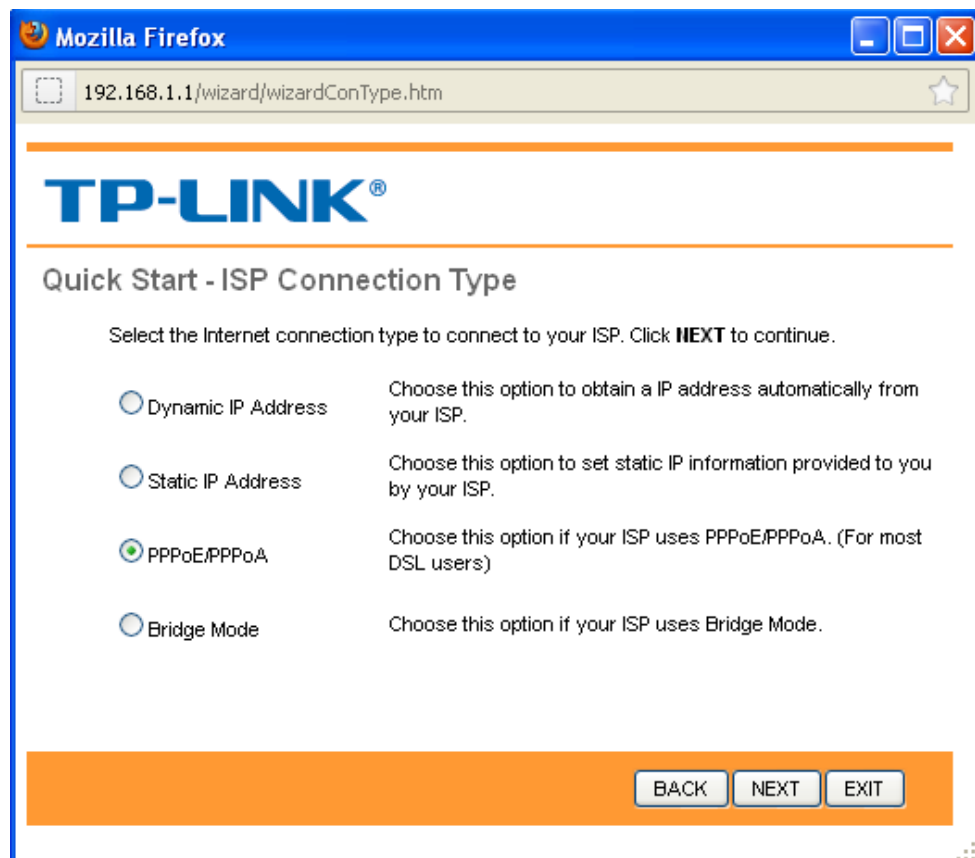 Mozilla Firefox
192.168.1.1/wizard/wizardConType.htm
TP-LINK®
Quick Start - ISP Connection Type
Select the Internet connection type to connect to your ISP. Click NEXT to continue.
Dynamic IP Address
Choose this option to obtain a IP address automatically from
your ISP.
Static IP Address
Choose this option to set static IP information provided to you
by your ISP.
PPPoE/PPPoA
Choose this option if your ISP uses PPPoE/PPPoA. (For most
DSL users)
Bridge Mode
Choose this option if your ISP uses Bridge Mode.
BACK NEXT EXIT